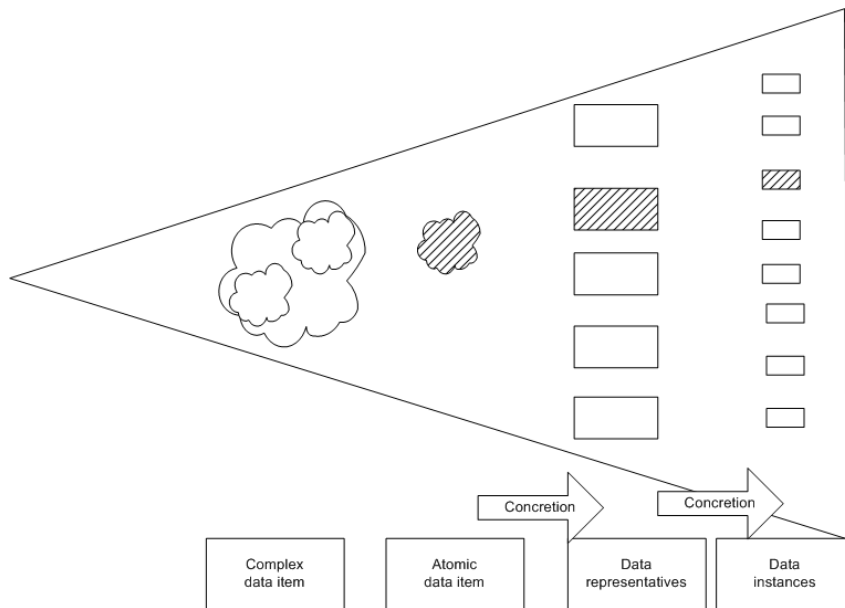 Concretion
Concretion
Complex
data item
Atomic
data item
Data
representatives
Data
instances